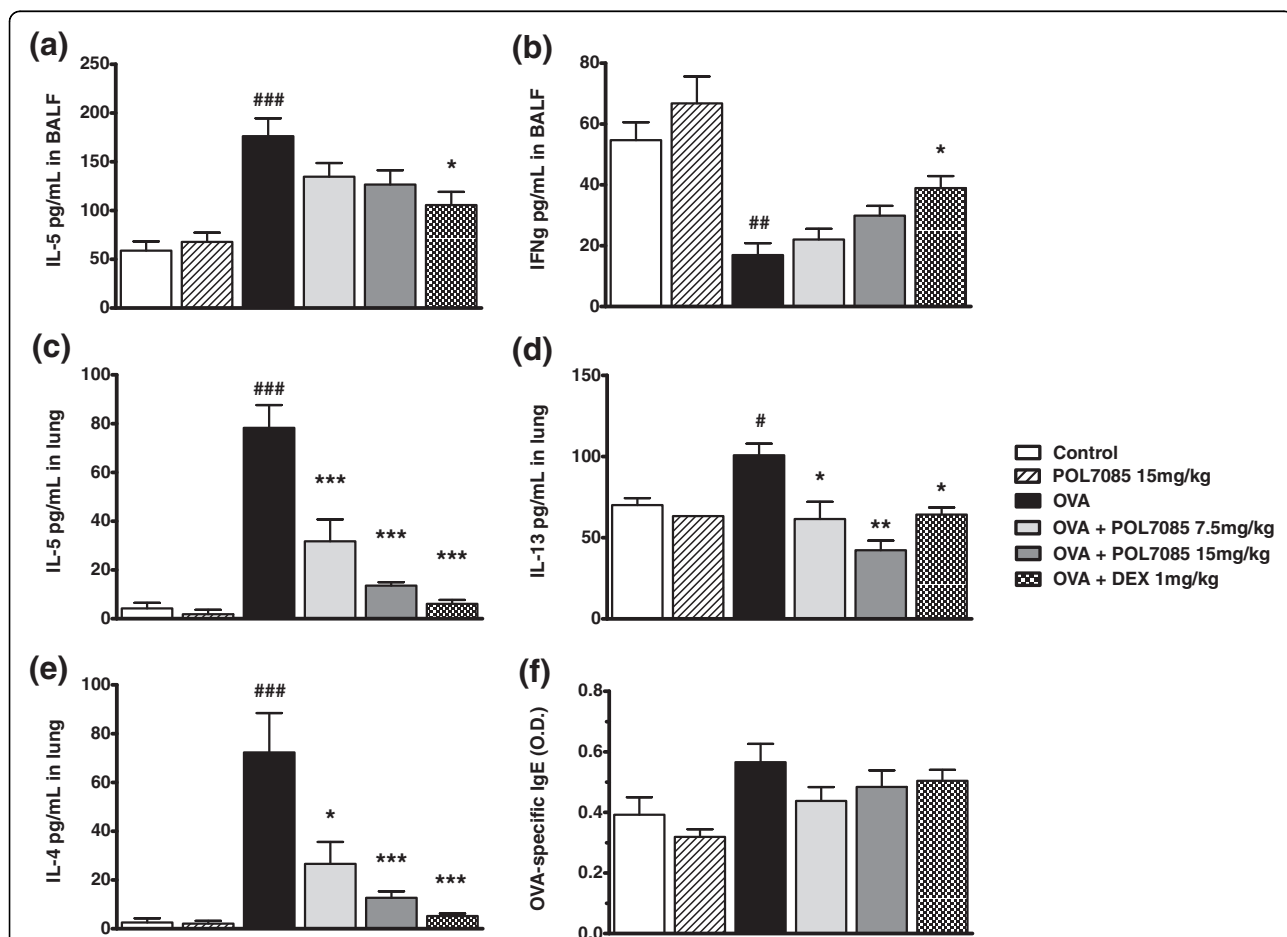 (a)
IL-5 pg/mL in BALF
250
200
150
100
50
0
###
*
(b)
IFNg pg/mL in BALF
80
60
40
20
0
##
*
(c)
IL-5 pg/mL in lung
100
80
60
40
20
0
###
***
***
***
(d)
IL-13 pg/mL in lung
150
100
50
0
#
*
**
*
Control
POL7085 15mg/kg
OVA
OVA + POL7085 7.5mg/kg
OVA + POL7085 15mg/kg
OVA + DEX 1mg/kg
(e)
IL-4 pg/mL in lung
100
80
60
40
20
0
###
*
***
***
(f)
OVA-specific IgE (O.D.)
0.8
0.6
0.4
0.2
0.0